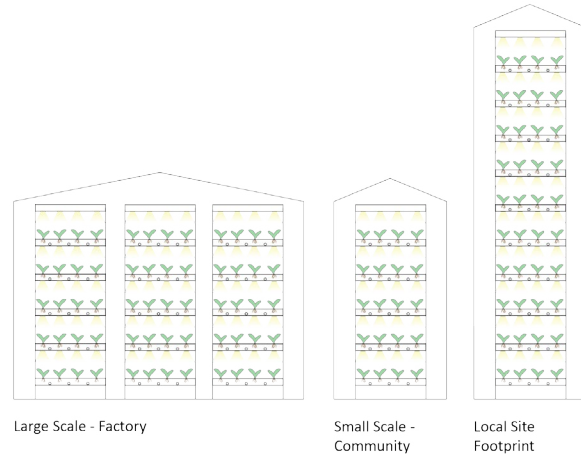 Large Scale - Factory
Small Scale -
Community
Local Site
Footprint